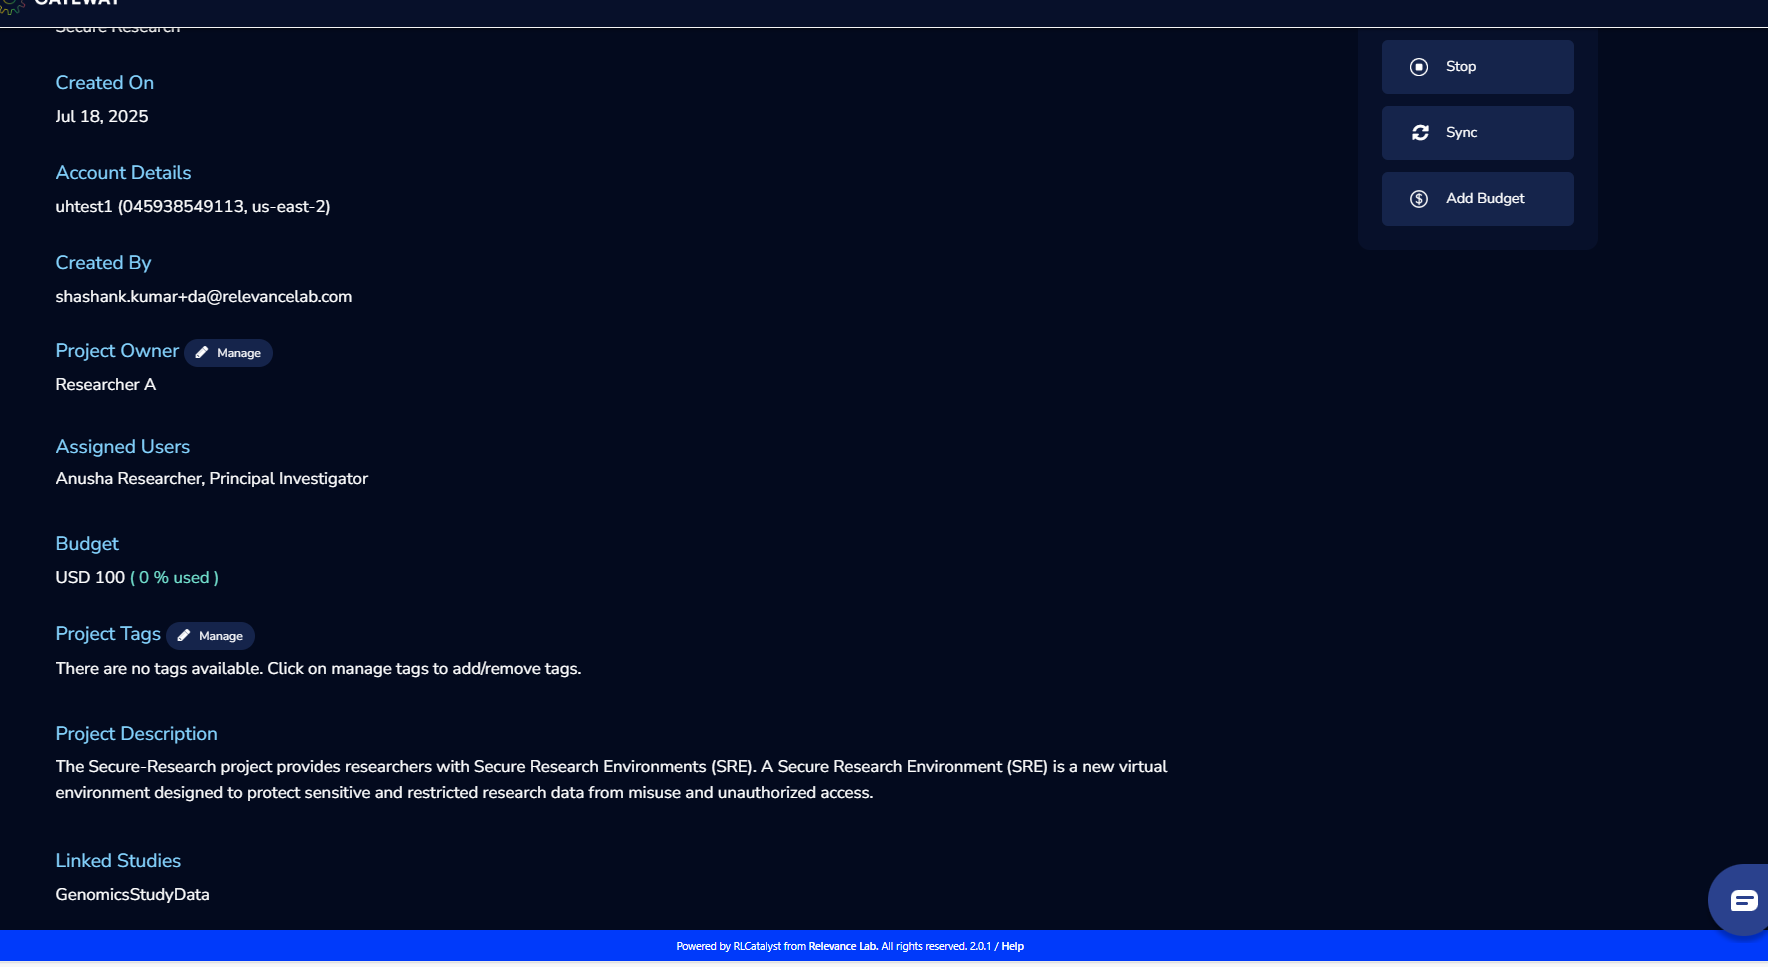 GATEWAY
Secure Research
Created On
Jul 18, 2025
Account Details
uhtest1 (045938549113, us-east-2)
Created By
shashank.kumar+da@relevancelab.com
Project Owner Manage
Researcher A
Assigned Users
Anusha Researcher, Principal Investigator
Budget
USD 100 ( 0 % used )
Project Tags Manage
There are no tags available. Click on manage tags to add/remove tags.
Project Description
The Secure-Research project provides researchers with Secure Research Environments (SRE). A Secure Research Environment (SRE) is a new virtual
environment designed to protect sensitive and restricted research data from misuse and unauthorized access.
Linked Studies
GenomicsStudyData
Stop
Sync
Add Budget
Powered by RLCatalyst from Relevance Lab. All rights reserved. 2.0.1 / Help